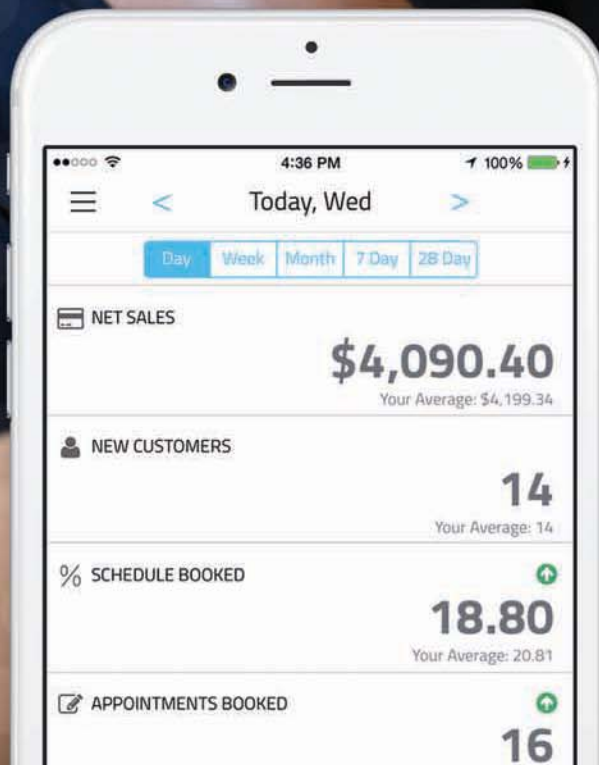 4:36 PM
100%
< Today, Wed >
Day Week Month 7 Day 28 Day
NET SALES
$4,090.40
Your Average: $4,199.34
NEW CUSTOMERS
14
Your Average: 14
% SCHEDULE BOOKED
18.80
Your Average: 20.81
APPOINTMENTS BOOKED
16